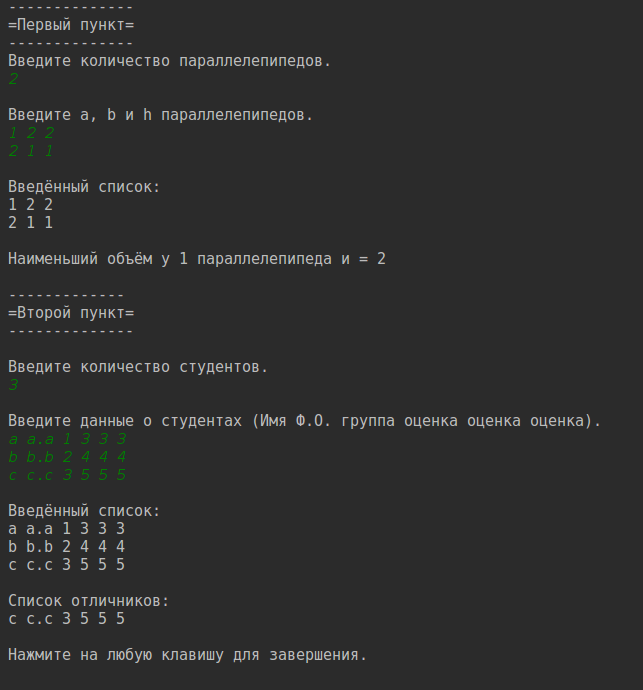 --------------
=Первый пункт=
--------------
Введите количество параллелепипедов.
2
Введите a, b и h параллелепипедов.
1 2 2
2 1 1
Введённый список:
1 2 2
2 1 1
Наименьший объём у 1 параллелепипеда и = 2
-------------
=Второй пункт=
--------------
Введите количество студентов.
3
Введите данные о студентах (Имя Ф.О. группа оценка оценка оценка).
a a.a 1 3 3 3
b b.b 2 4 4 4
c c.c 3 5 5 5
Введённый список:
a a.a 1 3 3 3
b b.b 2 4 4 4
c c.c 3 5 5 5
Список отличников:
c c.c 3 5 5 5
Нажмите на любую клавишу для завершения.